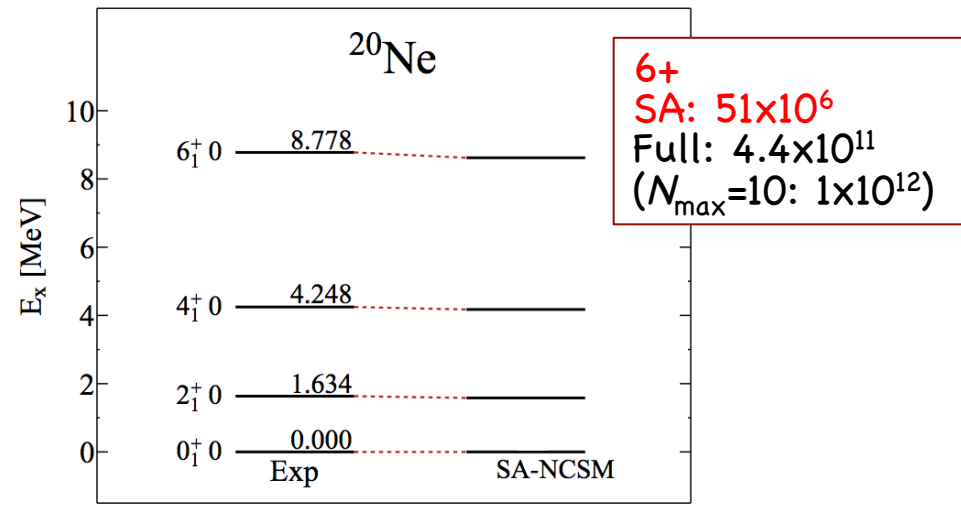 ²⁰Ne
6+
SA: 51x10⁶
Full: 4.4x10¹¹
(Nmax=10: 1x10¹²)
Eₓ [MeV]
10
8
6
4
2
0
6₁⁺ 0 8.778
4₁⁺ 0 4.248
2₁⁺ 0 1.634
0₁⁺ 0 0.000
Exp SA-NCSM